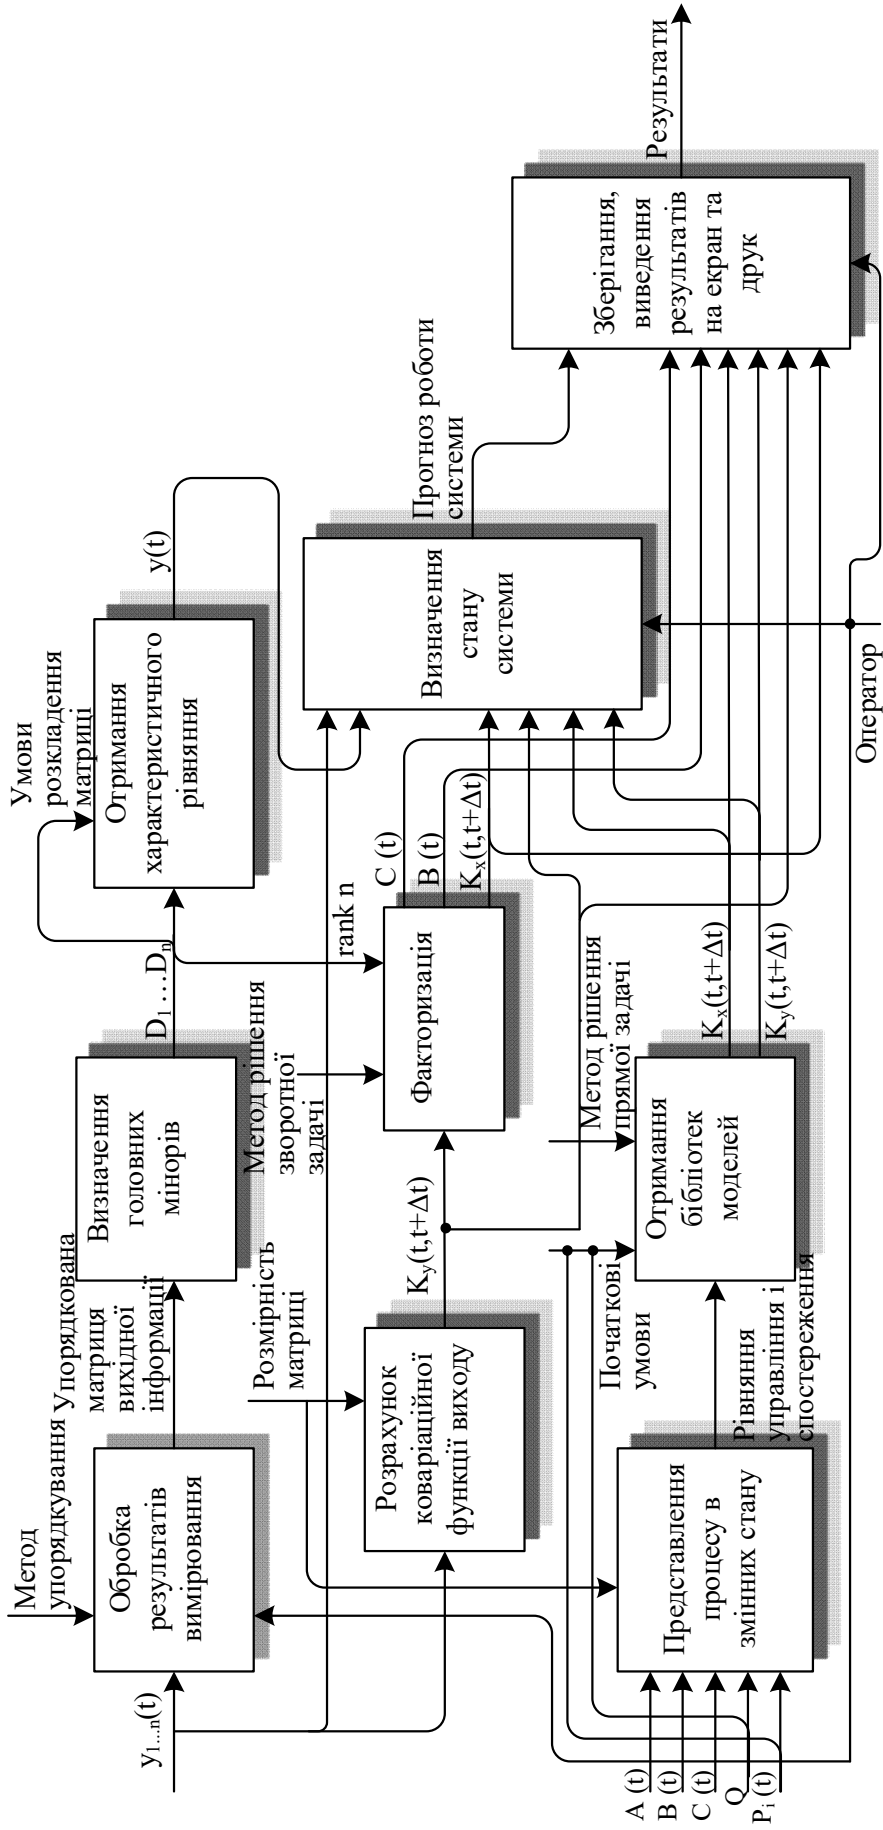 Метод
упорядкування
y1...n(t)
Обробка
результатів
вимірювання
Упорядкована
матриця
вихідної
інформації
Визначення
головних
мінорів
D1 …Dn
Умови
розкладення
матриці
Отримання
характеристичного
рівняння
y(t)
Розмірність
матриці
Розрахунок
коваріаційної
функції виходу
Ky(t,t+Δt)
Метод рішення
зворотної
задачі
rank n
Факторизація
C (t)
B (t)
Kx(t,t+Δt)
Визначення
стану
системи
Прогноз роботи
системи
A (t)
B (t)
C (t)
Q
Pi (t)
Представлення
процесу в
змінних стану
Рівняння
управління і
спостереження
Початкові
умови
Метод рішення
прямої задачі
Отримання
бібліотек
моделей
Kx(t,t+Δt)
Ky(t,t+Δt)
Оператор
Зберігання,
виведення
результатів
на екран та
друк
Результати